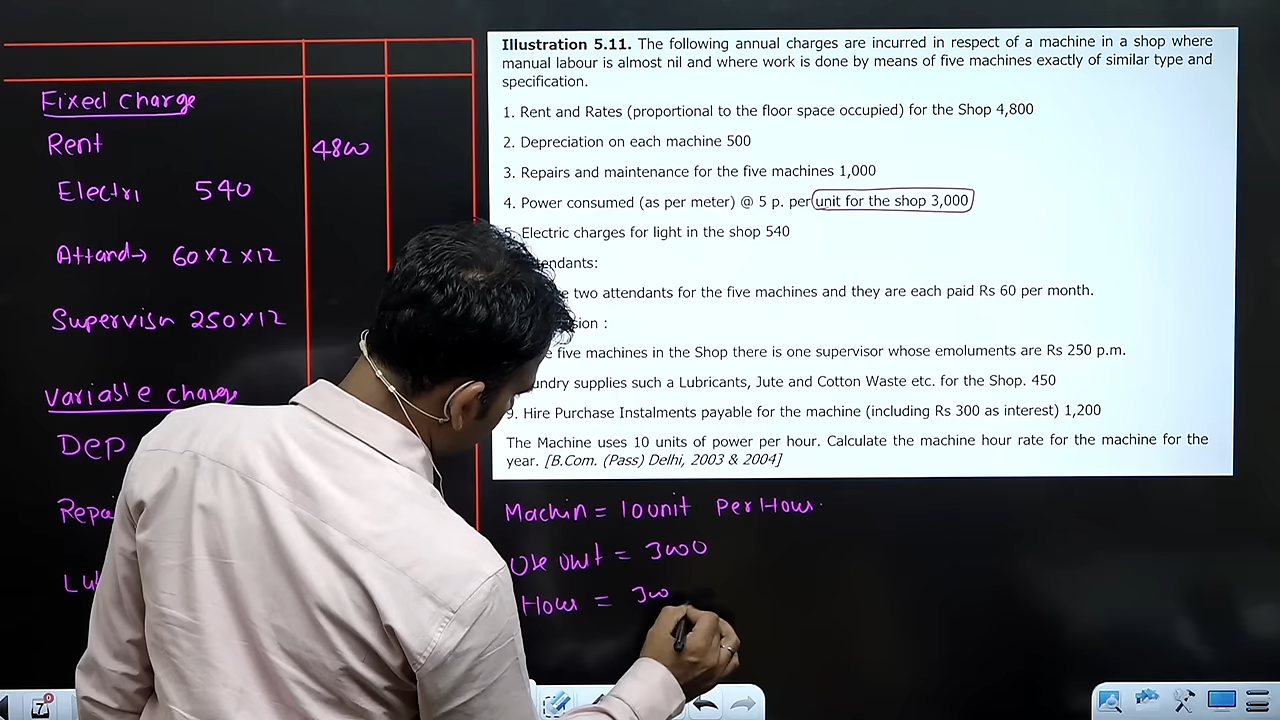 Fixed Charge
Rent 4800
Electri 540
Attand→ 60×2×12
Supervisn 250×12
Variable charge
Dep
Repai
Lu
Illustration 5.11. The following annual charges are incurred in respect of a machine in a shop where
manual labour is almost nil and where work is done by means of five machines exactly of similar type and
specification.
1. Rent and Rates (proportional to the floor space occupied) for the Shop 4,800
2. Depreciation on each machine 500
3. Repairs and maintenance for the five machines 1,000
4. Power consumed (as per meter) @ 5 p. per unit for the shop 3,000
5. Electric charges for light in the shop 540
endants:
e two attendants for the five machines and they are each paid Rs 60 per month.
sion :
e five machines in the Shop there is one supervisor whose emoluments are Rs 250 p.m.
undry supplies such a Lubricants, Jute and Cotton Waste etc. for the Shop. 450
9. Hire Purchase Instalments payable for the machine (including Rs 300 as interest) 1,200
The Machine uses 10 units of power per hour. Calculate the machine hour rate for the machine for the
year. [B.Com. (Pass) Delhi, 2003 & 2004]
Machin = 10 unit Per Hour.
Use Unit = 3000
Hour = 300